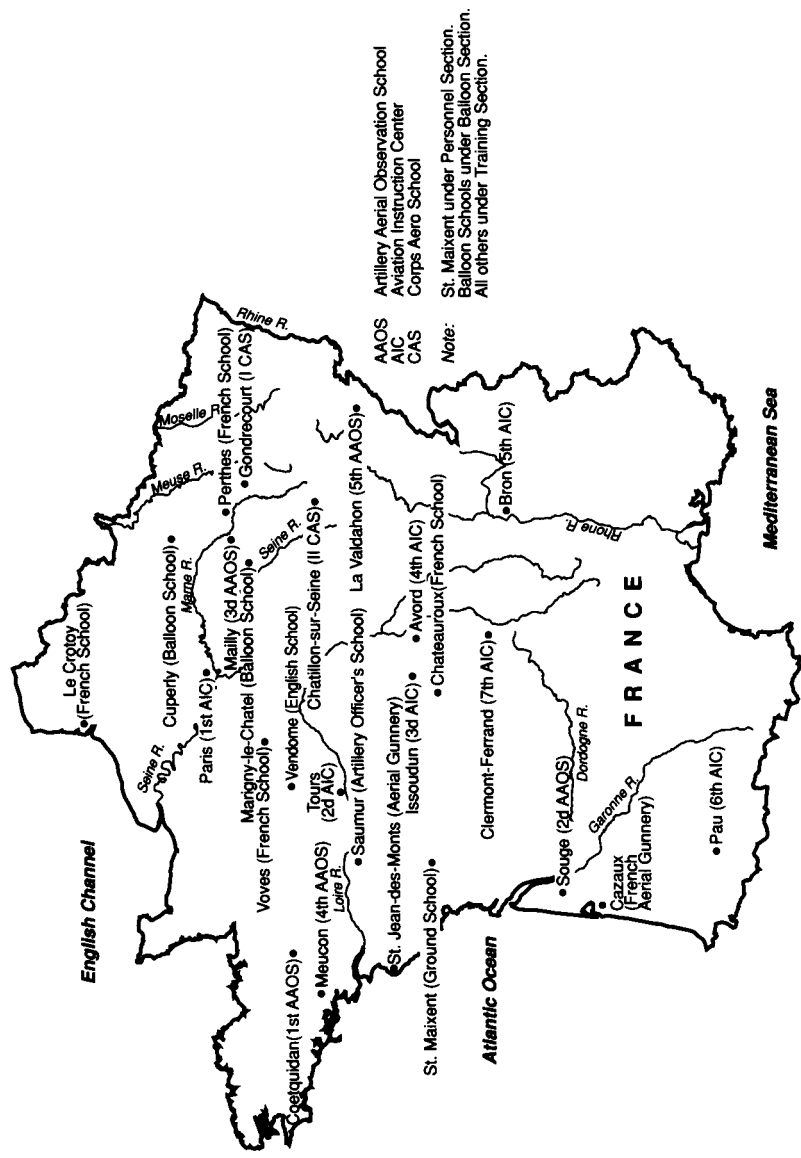 English Channel
Le Crotoy
(French School)
Seine R.
Cuperly (Balloon School)
Meuse R.
Moselle R.
Rhine R.
Marne R.
Paris (1st AIC)
Perthes (French School)
Gondrecourt (I CAS)
Mailly (3d AAOS)
Marigny-le-Chatel (Balloon School)
Seine R.
Voves (French School)
Coetquidan(1st AAOS)
Vendome (English School)
Chatillon-sur-Seine (II CAS)
Meucon (4th AAOS)
Tours
(2d AIC)
Loire R.
Saumur (Artillery Officer's School)
La Valdahon (5th AAOS)
St. Jean-des-Monts (Aerial Gunnery)
Issoudun (3d AIC)
Avord (4th AIC)
St. Maixent (Ground School)
Chateauroux(French School)
Atlantic Ocean
Clermont-Ferrand (7th AIC)
Bron (5th AIC)
Souge (2d AAOS)
Dordogne R.
Rhone R.
Cazaux
(French
Aerial Gunnery)
Garonne R.
FRANCE
Pau (6th AIC)
Mediterranean Sea
AAOS Artillery Aerial Observation School
AIC Aviation Instruction Center
CAS Corps Aero School
Note: St. Maixent under Personnel Section.
Balloon Schools under Balloon Section.
All others under Training Section.